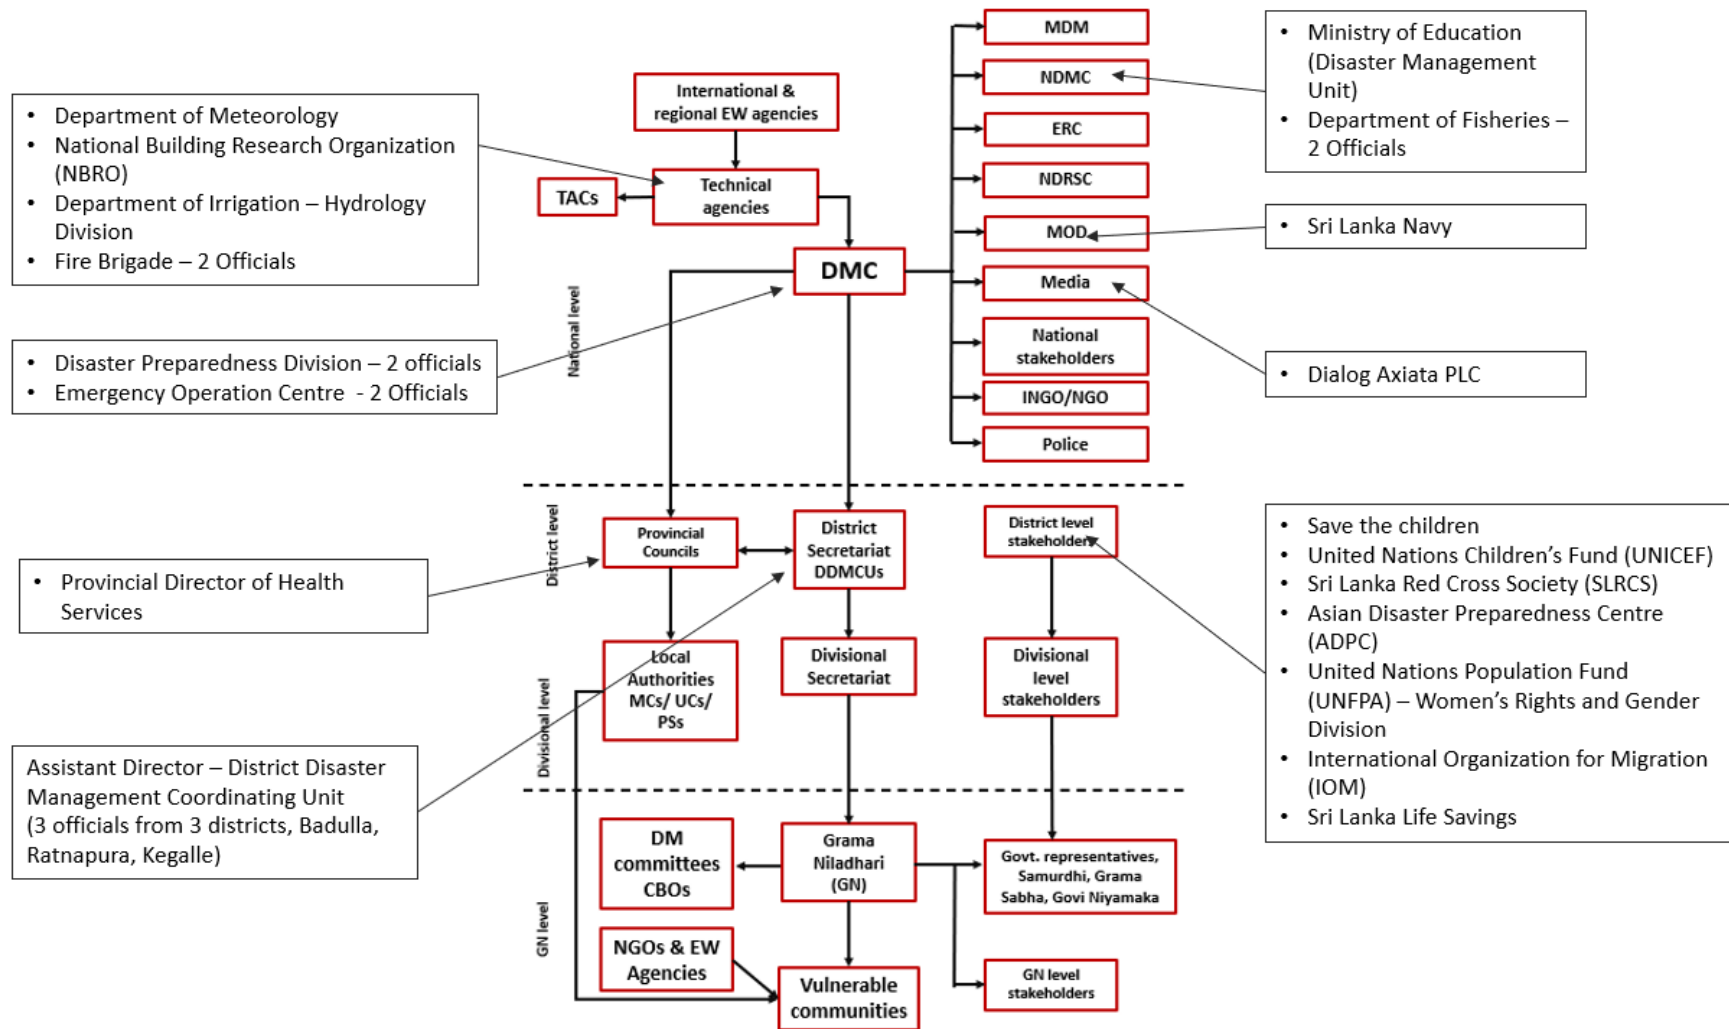 International &
regional EW agencies
Technical
agencies
TACs
DMC
MDM
NDMC
ERC
NDRSC
MOD
Media
National
stakeholders
INGO/NGO
Police
• Department of Meteorology
• National Building Research Organization
(NBRO)
• Department of Irrigation – Hydrology
Division
• Fire Brigade – 2 Officials
• Disaster Preparedness Division – 2 officials
• Emergency Operation Centre - 2 Officials
• Ministry of Education
(Disaster Management
Unit)
• Department of Fisheries –
2 Officials
• Sri Lanka Navy
• Dialog Axiata PLC
National level
District level
Provincial
Councils
District
Secretariat
DDMCUs
District level
stakeholders
• Provincial Director of Health
Services
• Save the children
• United Nations Children’s Fund (UNICEF)
• Sri Lanka Red Cross Society (SLRCS)
• Asian Disaster Preparedness Centre
(ADPC)
• United Nations Population Fund
(UNFPA) – Women’s Rights and Gender
Division
• International Organization for Migration
(IOM)
• Sri Lanka Life Savings
Divisional level
Local
Authorities
MCs/ UCs/
PSs
Divisional
Secretariat
Divisional
level
stakeholders
Assistant Director – District Disaster
Management Coordinating Unit
(3 officials from 3 districts, Badulla,
Ratnapura, Kegalle)
GN level
DM
committees
CBOs
Grama
Niladhari
(GN)
Govt. representatives,
Samurdhi, Grama
Sabha, Govi Niyamaka
NGOs & EW
Agencies
Vulnerable
communities
GN level
stakeholders